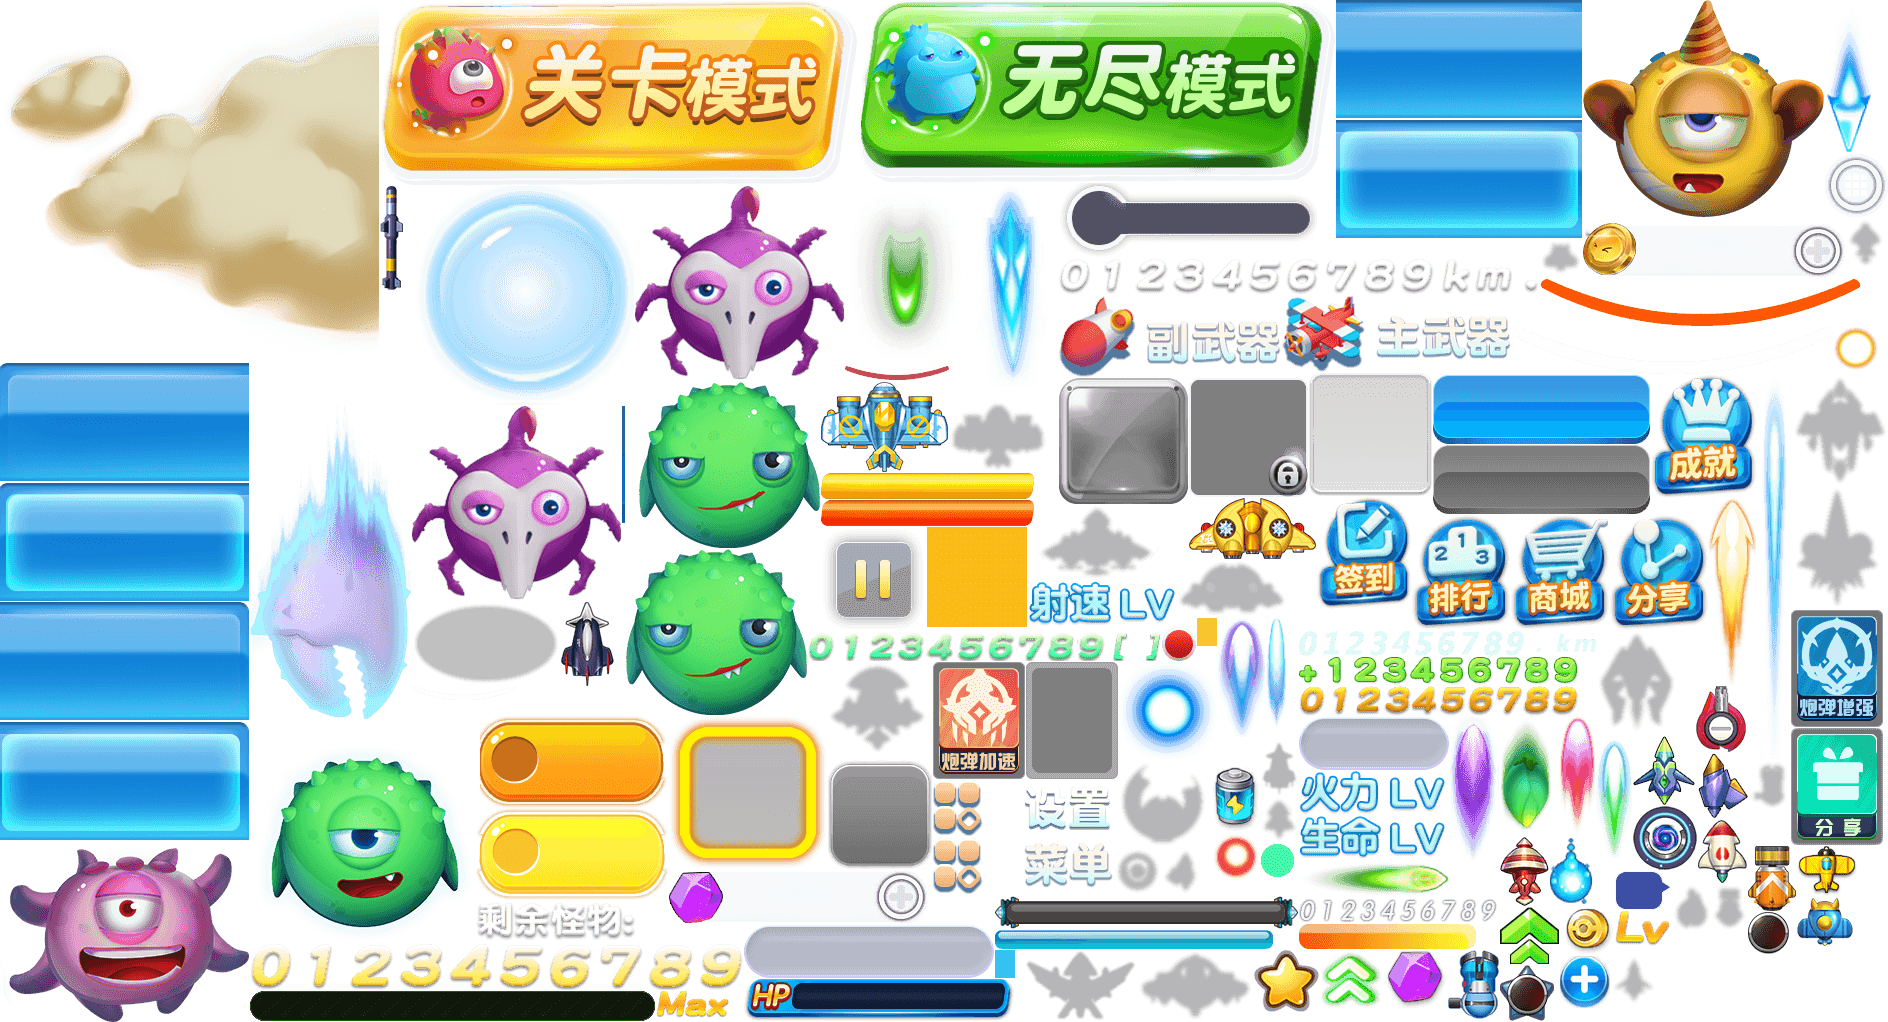 关卡模式
无尽模式
0123456789km.
副武器
主武器
成就
签到
排行
1
2
3
商城
分享
射速 LV
0123456789[ ]
0123456789.km
+123456789
0123456789
炮弹增强
炮弹加速
火力 LV
生命 LV
设置
菜单
分享
剩余怪物:
0123456789
0123456789
Max
HP
Lv